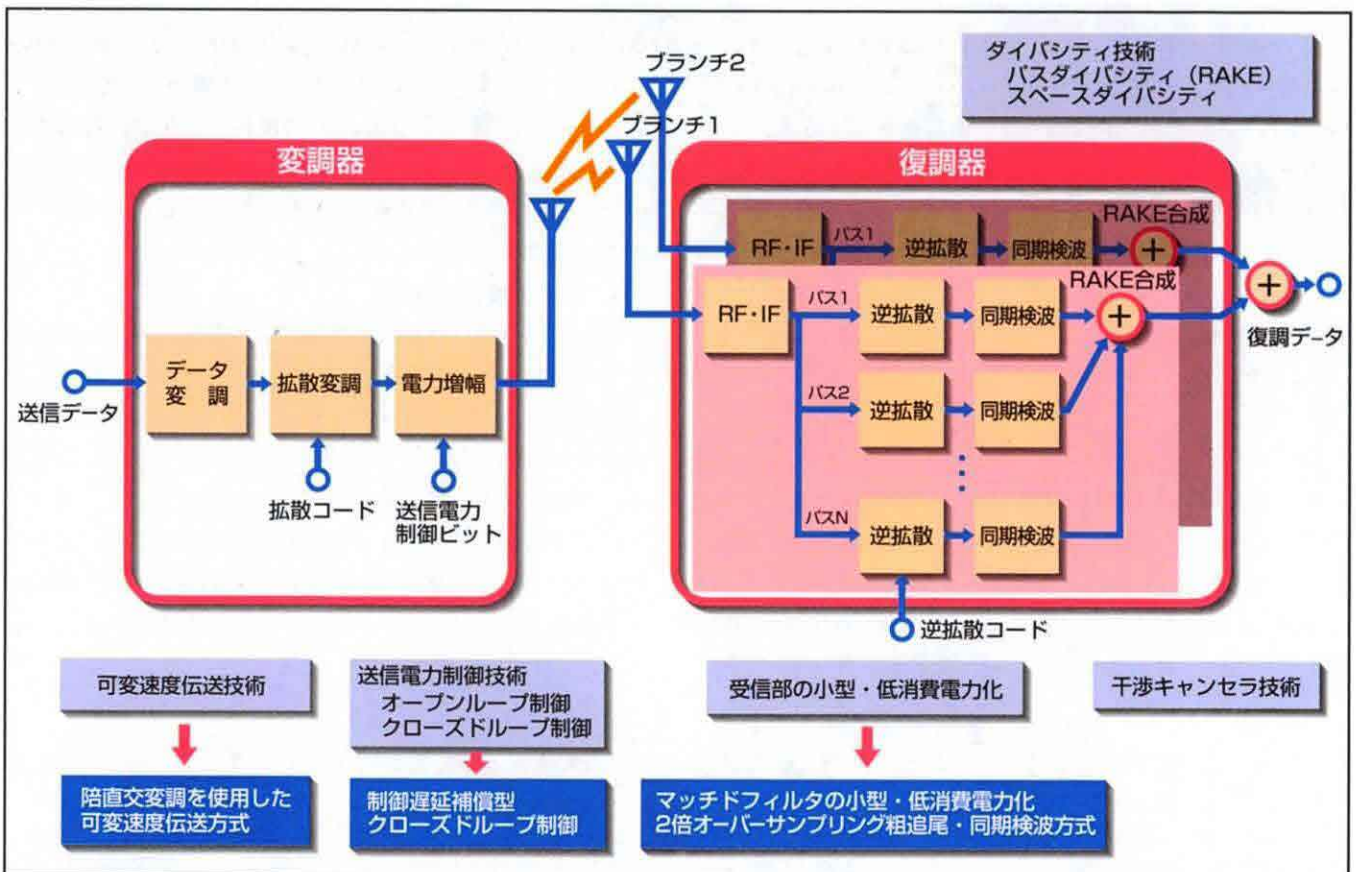 ダイバシティ技術
パスダイバシティ（RAKE）
スペースダイバシティ
ブランチ2
ブランチ1
変調器
復調器
RF・IF
パス1
逆拡散
同期検波
RAKE合成
+
RF・IF
パス1
逆拡散
同期検波
RAKE合成
+
+
復調データ
パス2
逆拡散
同期検波
パスN
逆拡散
同期検波
逆拡散コード
送信データ
データ
変　調
拡散変調
電力増幅
拡散コード
送信電力
制御ビット
可変速度伝送技術
送信電力制御技術
オープンループ制御
クローズドループ制御
受信部の小型・低消費電力化
干渉キャンセラ技術
陪直交変調を使用した
可変速度伝送方式
制御遅延補償型
クローズドループ制御
マッチドフィルタの小型・低消費電力化
2倍オーバーサンプリング粗追尾・同期検波方式